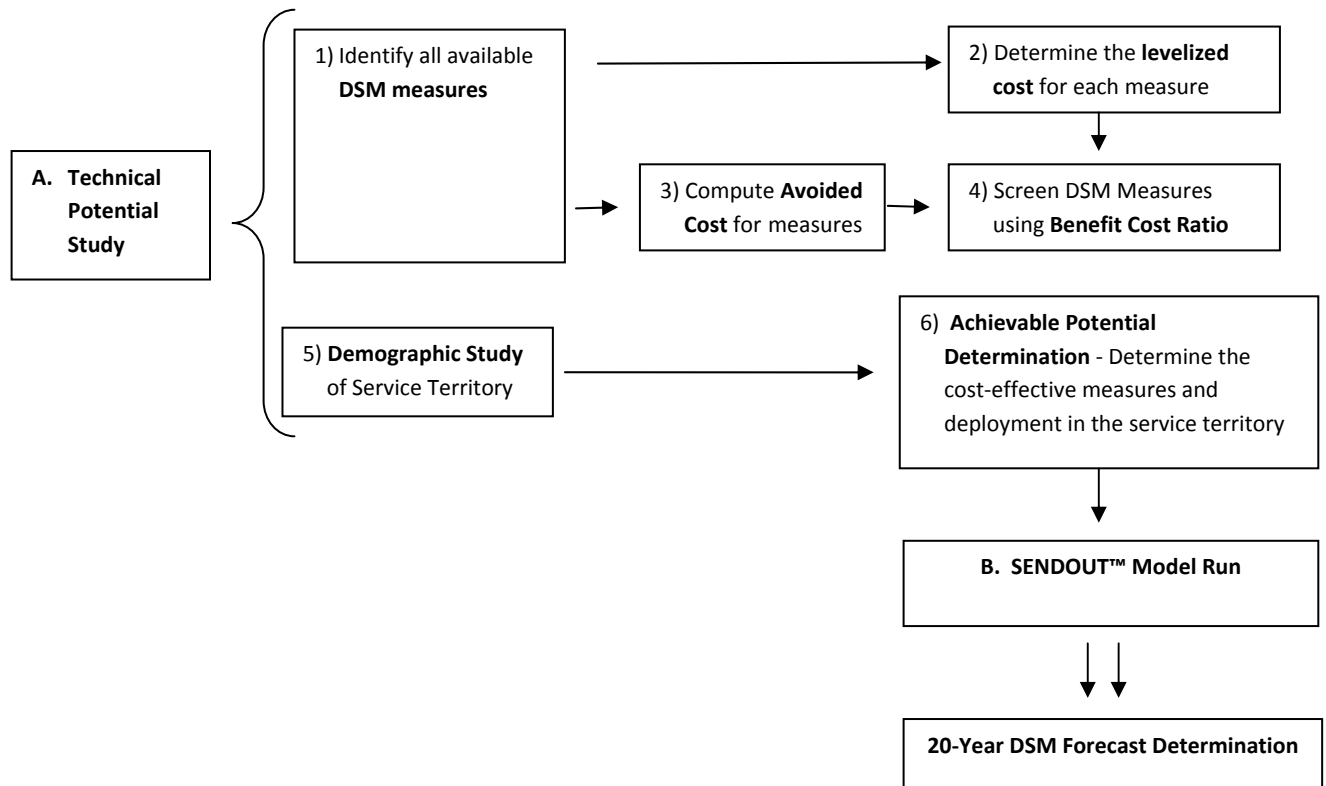 A. Technical
Potential
Study
1) Identify all available
DSM measures
2) Determine the levelized
cost for each measure
3) Compute Avoided
Cost for measures
4) Screen DSM Measures
using Benefit Cost Ratio
5) Demographic Study
of Service Territory
6) Achievable Potential
Determination - Determine the
cost-effective measures and
deployment in the service territory
B. SENDOUT™ Model Run
20-Year DSM Forecast Determination